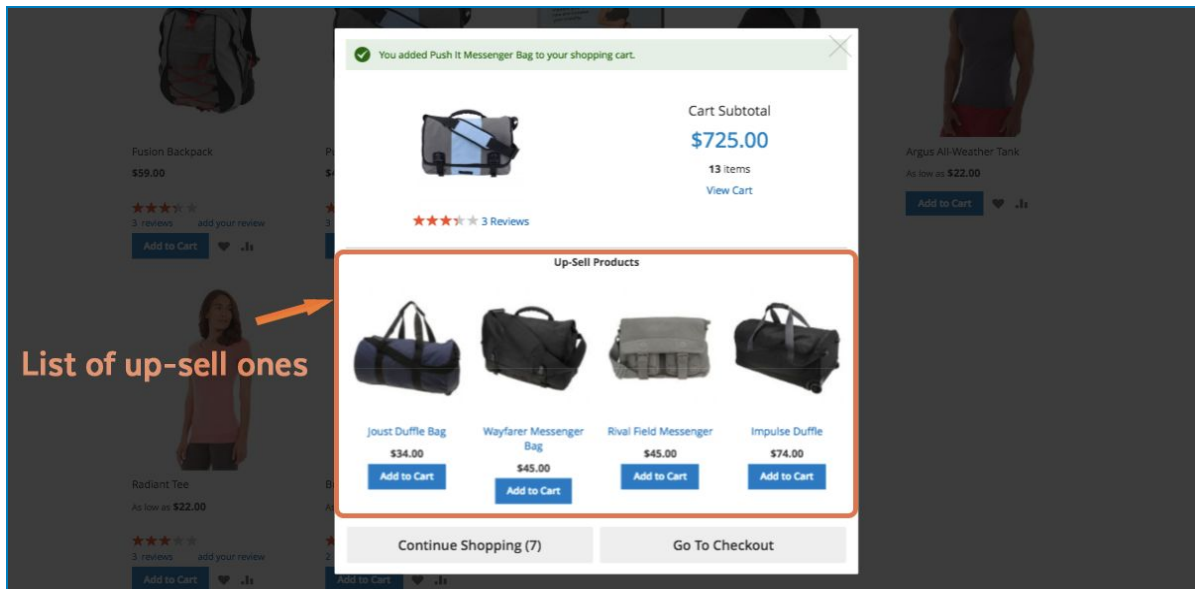 You added Push It Messenger Bag to your shopping cart.
Cart Subtotal
$725.00
13 items
View Cart
3 Reviews
Fusion Backpack
$59.00
3 reviews add your review
Add to Cart
Argus All-Weather Tank
As low as $22.00
Add to Cart
Up-Sell Products
List of up-sell ones
Joust Duffle Bag
$34.00
Add to Cart
Wayfarer Messenger
Bag
$45.00
Add to Cart
Rival Field Messenger
$45.00
Add to Cart
Impulse Duffle
$74.00
Add to Cart
Radiant Tee
As low as $22.00
3 reviews add your review
Add to Cart
Add to Cart
Continue Shopping (7)
Go To Checkout